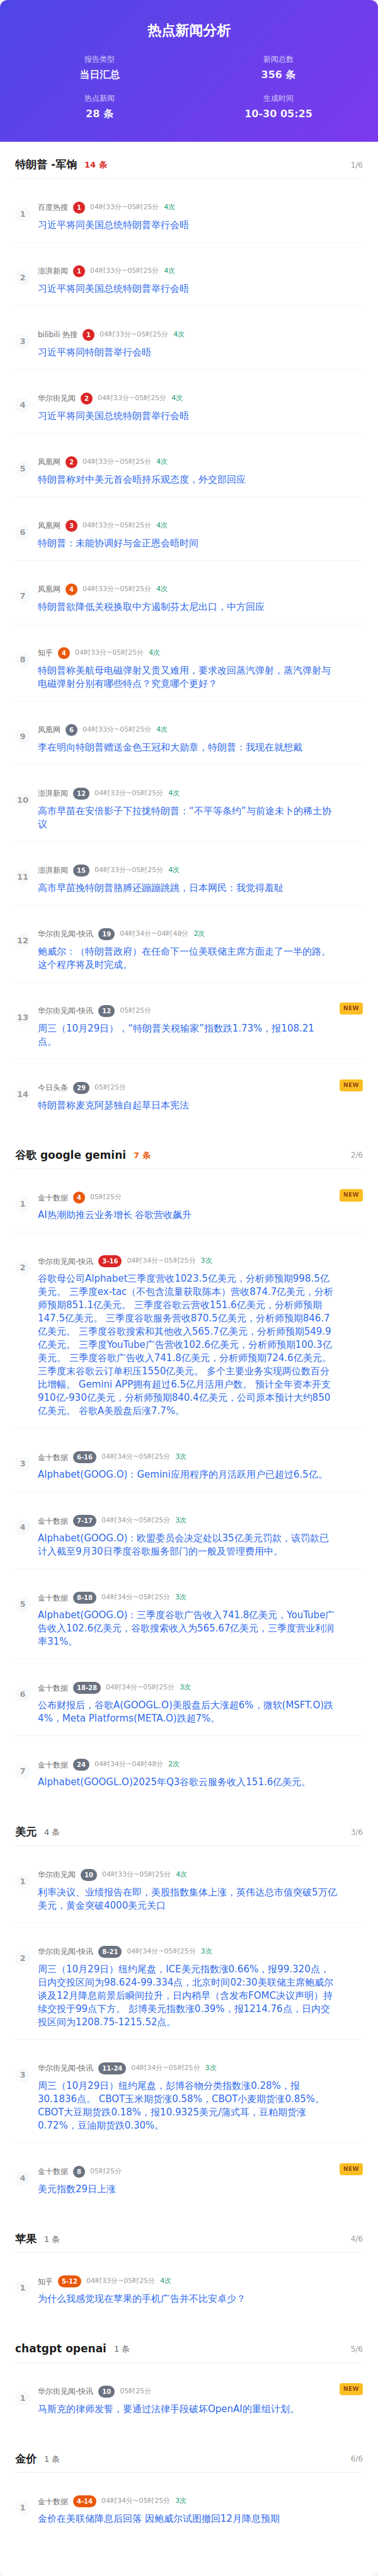 热点新闻分析
报告类型
当日汇总
新闻总数
356 条
热点新闻
28 条
生成时间
10-30 05:25
特朗普 -军饷 14 条 1/6
1 百度热搜 1 04时33分~05时25分 4次
习近平将同美国总统特朗普举行会晤
2 澎湃新闻 1 04时33分~05时25分 4次
习近平将同美国总统特朗普举行会晤
3 bilibili 热搜 1 04时33分~05时25分 4次
习近平将同特朗普举行会晤
4 华尔街见闻 2 04时33分~05时25分 4次
习近平将同美国总统特朗普举行会晤
5 凤凰网 2 04时33分~05时25分 4次
特朗普称对中美元首会晤持乐观态度，外交部回应
6 凤凰网 3 04时33分~05时25分 4次
特朗普：未能协调好与金正恩会晤时间
7 凤凰网 4 04时33分~05时25分 4次
特朗普欲降低关税换取中方遏制芬太尼出口，中方回应
8 知乎 4 04时33分~05时25分 4次
特朗普称美航母电磁弹射又贵又难用，要求改回蒸汽弹射，蒸汽弹射与
电磁弹射分别有哪些特点？究竟哪个更好？
9 凤凰网 6 04时33分~05时25分 4次
李在明向特朗普赠送金色王冠和大勋章，特朗普：我现在就想戴
10 澎湃新闻 12 04时33分~05时25分 4次
高市早苗在安倍影子下拉拢特朗普：“不平等条约”与前途未卜的稀土协
议
11 澎湃新闻 15 04时33分~05时25分 4次
高市早苗挽特朗普胳膊还蹦蹦跳跳，日本网民：我觉得羞耻
12 华尔街见闻-快讯 19 04时34分~04时48分 2次
鲍威尔：（特朗普政府）在任命下一位美联储主席方面走了一半的路。
这个程序将及时完成。
13 华尔街见闻-快讯 12 05时25分 NEW
周三（10月29日），“特朗普关税输家”指数跌1.73%，报108.21
点。
14 今日头条 29 05时25分 NEW
特朗普称麦克阿瑟独自起草日本宪法
谷歌 google gemini 7 条 2/6
1 金十数据 4 05时25分 NEW
AI热潮助推云业务增长 谷歌营收飙升
2 华尔街见闻-快讯 3-16 04时34分~05时25分 3次
谷歌母公司Alphabet三季度营收1023.5亿美元，分析师预期998.5亿
美元。 三季度ex-tac（不包含流量获取陈本）营收874.7亿美元，分析
师预期851.1亿美元。 三季度谷歌云营收151.6亿美元，分析师预期
147.5亿美元。 三季度谷歌服务营收870.5亿美元，分析师预期846.7
亿美元。 三季度谷歌搜索和其他收入565.7亿美元，分析师预期549.9
亿美元。 三季度YouTube广告营收102.6亿美元，分析师预期100.3亿
美元。 三季度谷歌广告收入741.8亿美元，分析师预期724.6亿美元。
三季度末谷歌云订单积压1550亿美元。 多个主要业务实现两位数百分
比增幅。 Gemini APP拥有超过6.5亿月活用户数。 预计全年资本开支
910亿-930亿美元，分析师预期840.4亿美元，公司原本预计大约850
亿美元。 谷歌A美股盘后涨7.7%。
3 金十数据 6-16 04时34分~05时25分 3次
Alphabet(GOOG.O)：Gemini应用程序的月活跃用户已超过6.5亿。
4 金十数据 7-17 04时34分~05时25分 3次
Alphabet(GOOG.O)：欧盟委员会决定处以35亿美元罚款，该罚款已
计入截至9月30日季度谷歌服务部门的一般及管理费用中。
5 金十数据 8-18 04时34分~05时25分 3次
Alphabet(GOOG.O)：三季度谷歌广告收入741.8亿美元，YouTube广
告收入102.6亿美元，谷歌搜索收入为565.67亿美元，三季度营业利润
率31%。
6 金十数据 18-28 04时34分~05时25分 3次
公布财报后，谷歌A(GOOGL.O)美股盘后大涨超6%，微软(MSFT.O)跌
4%，Meta Platforms(META.O)跌超7%。
7 金十数据 24 04时34分~04时48分 2次
Alphabet(GOOGL.O)2025年Q3谷歌云服务收入151.6亿美元。
美元 4 条 3/6
1 华尔街见闻 10 04时33分~05时25分 4次
利率决议、业绩报告在即，美股指数集体上涨，英伟达总市值突破5万亿
美元，黄金突破4000美元关口
2 华尔街见闻-快讯 8-21 04时34分~05时25分 3次
周三（10月29日）纽约尾盘，ICE美元指数涨0.66%，报99.320点，
日内交投区间为98.624-99.334点，北京时间02:30美联储主席鲍威尔
谈及12月降息前景后瞬间拉升，日内稍早（含发布FOMC决议声明）持
续交投于99点下方。 彭博美元指数涨0.39%，报1214.76点，日内交
投区间为1208.75-1215.52点。
3 华尔街见闻-快讯 11-24 04时34分~05时25分 3次
周三（10月29日）纽约尾盘，彭博谷物分类指数涨0.28%，报
30.1836点。 CBOT玉米期货涨0.58%，CBOT小麦期货涨0.85%。
CBOT大豆期货跌0.18%，报10.9325美元/蒲式耳，豆粕期货涨
0.72%，豆油期货跌0.30%。
4 金十数据 8 05时25分 NEW
美元指数29日上涨
苹果 1 条 4/6
1 知乎 5-12 04时33分~05时25分 4次
为什么我感觉现在苹果的手机广告并不比安卓少？
chatgpt openai 1 条 5/6
1 华尔街见闻-快讯 10 05时25分 NEW
马斯克的律师发誓，要通过法律手段破坏OpenAI的重组计划。
金价 1 条 6/6
1 金十数据 4-14 04时34分~05时25分 3次
金价在美联储降息后回落 因鲍威尔试图撤回12月降息预期